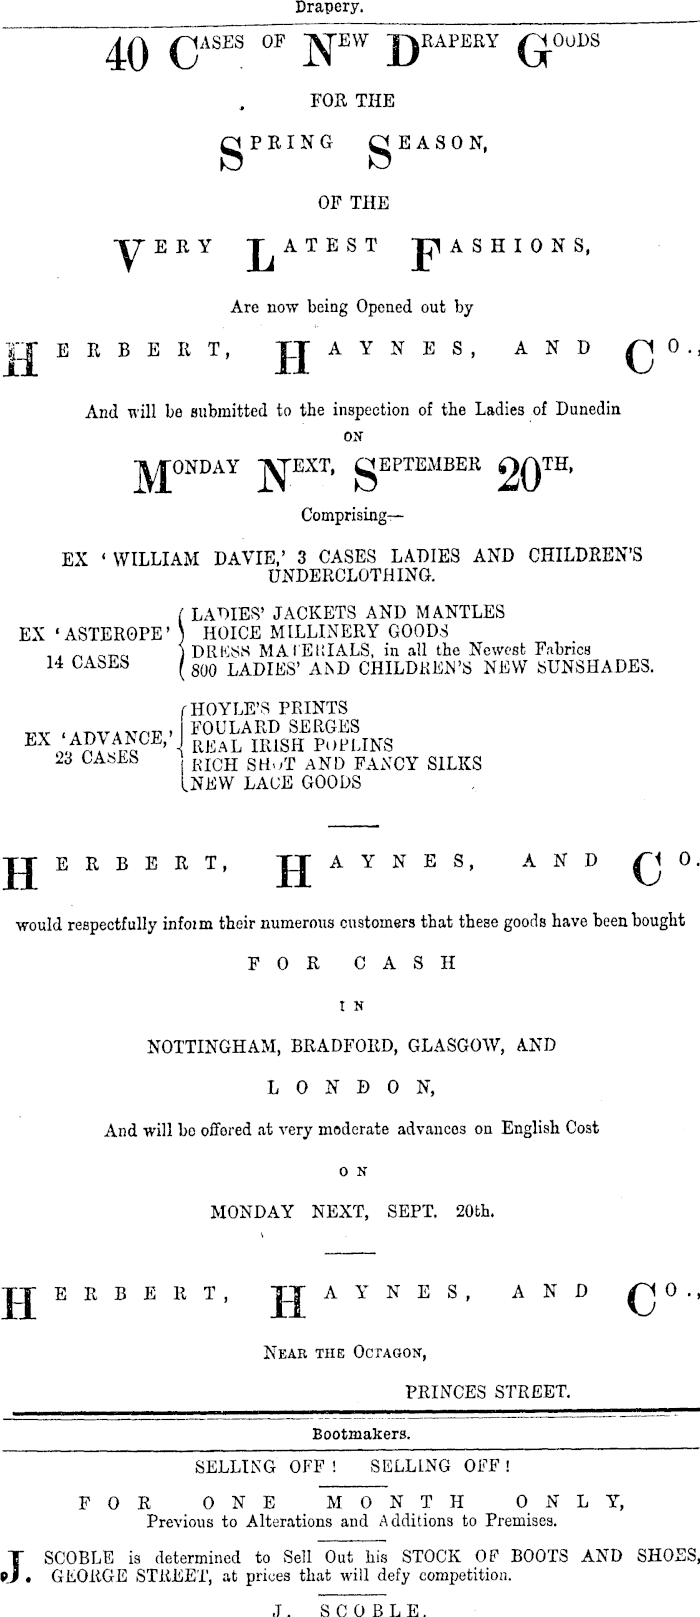 Drapery.
40 CASES OF NEW DRAPERY GOODS
FOR THE
SPRING SEASON,
OF THE
VERY LATEST FASHIONS,
Are now being Opened out by
HERBERT, HAYNES, AND CO.,
And will be submitted to the inspection of the Ladies of Dunedin
ON
MONDAY NEXT, SEPTEMBER 20TH,
Comprising—
EX ‘WILLIAM DAVIE,’ 3 CASES LADIES AND CHILDREN'S
UNDERCLOTHING.
EX ‘ASTEROPE’
14 CASES
LADIES' JACKETS AND MANTLES
HOICE MILLINERY GOODS
DRESS MATERIALS, in all the Newest Fabrics
800 LADIES' AND CHILDREN'S NEW SUNSHADES.
EX ‘ADVANCE,’
23 CASES
HOYLE'S PRINTS
FOULARD SERGES
REAL IRISH POPLINS
RICH SHOT AND FANCY SILKS
NEW LACE GOODS
HERBERT, HAYNES, AND CO.
would respectfully inform their numerous customers that these goods have been bought
FOR CASH
IN
NOTTINGHAM, BRADFORD, GLASGOW, AND
LONDON,
And will be offered at very moderate advances on English Cost
ON
MONDAY NEXT, SEPT. 20th.
HERBERT, HAYNES, AND CO.,
NEAR THE OCTAGON,
PRINCES STREET.
Bootmakers.
SELLING OFF! SELLING OFF!
FOR ONE MONTH ONLY,
Previous to Alterations and Additions to Premises.
J. SCOBLE is determined to Sell Out his STOCK OF BOOTS AND SHOES,
GEORGE STREET, at prices that will defy competition.
J. SCOBLE.